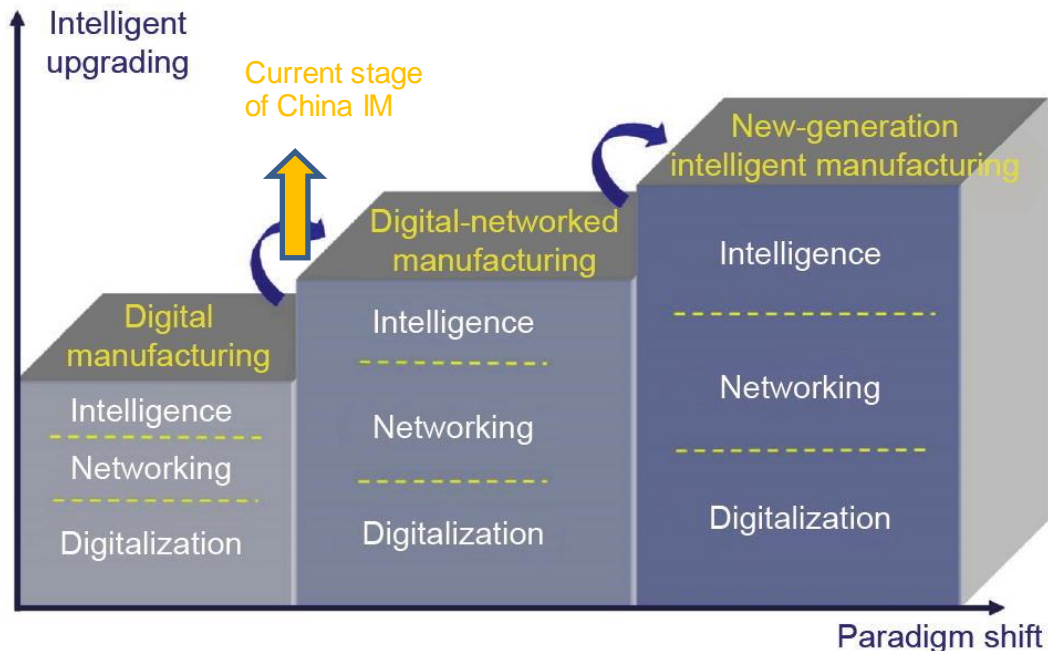 Intelligent
upgrading
Current stage
of China IM
New-generation
intelligent manufacturing
Digital-networked
manufacturing
Digital
manufacturing
Intelligence
Networking
Digitalization
Intelligence
Networking
Digitalization
Intelligence
Networking
Digitalization
Paradigm shift